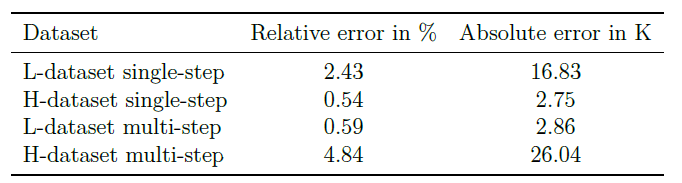 Dataset Relative error in % Absolute error in K
L-dataset single-step 2.43 16.83
H-dataset single-step 0.54 2.75
L-dataset multi-step 0.59 2.86
H-dataset multi-step 4.84 26.04